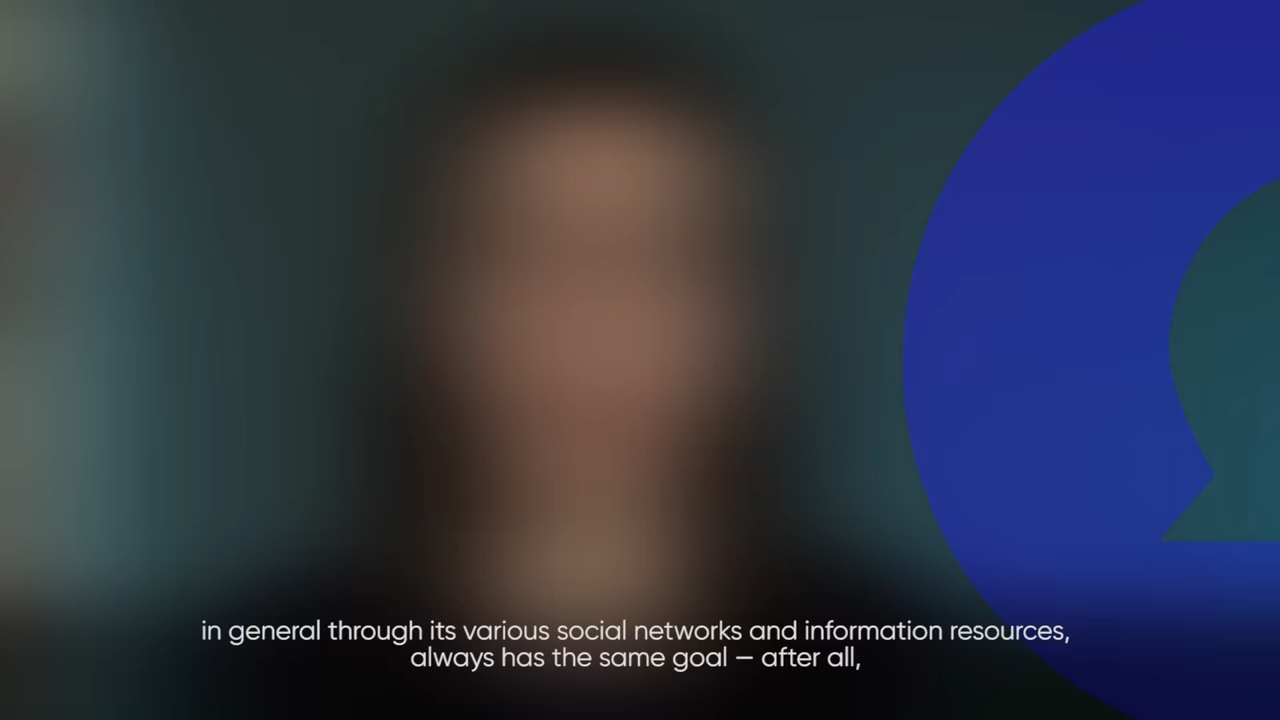 in general through its various social networks and information resources,
always has the same goal — after all,